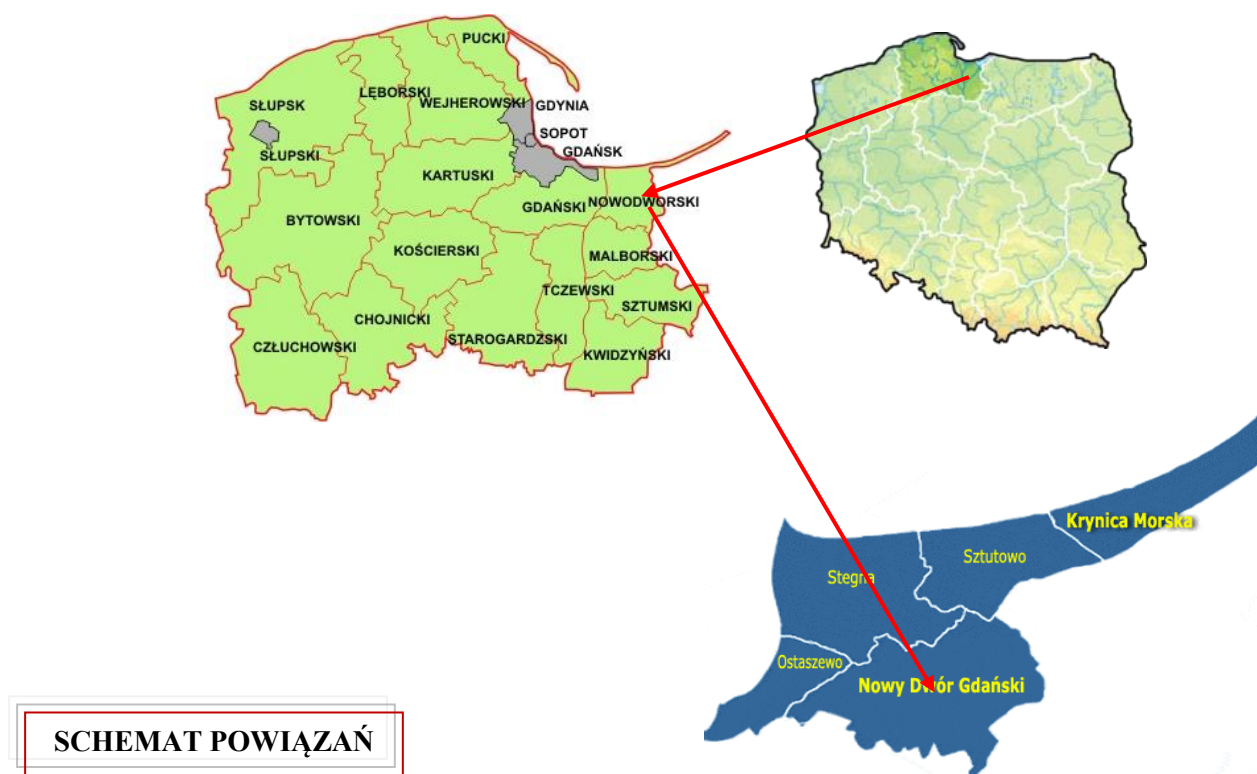 PUCKI
LĘBORSKI
WEJHEROWSKI
GDYNIA
SŁUPSK
SOPOT
GDAŃSK
SŁUPSKI
KARTUSKI
GDAŃSKI
NOWODWORSKI
BYTOWSKI
KOŚCIERSKI
MALBORSKI
TCZEWSKI
SZTUMSKI
CHOJNICKI
STAROGARDZSKI
CZŁUCHOWSKI
KWIDZYŃSKI
Krynica Morska
Sztutowo
Stegna
Ostaszewo
Nowy Dwór Gdański
SCHEMAT POWIĄZAŃ